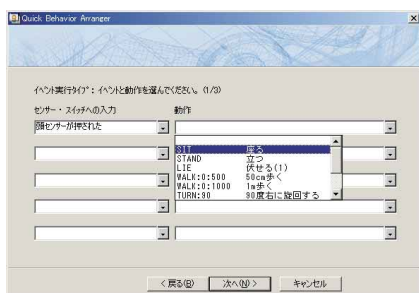 Quick Behavior Arranger
イベント実行タイプ：イベントと動作を選んでください。(1/3)
センサー・スイッチへの入力 動作
頭センサーが押された
SIT 座る
STAND 立つ
LIE 伏せる(1)
WALK:0:500 50cm歩く
WALK:0:1000 1m歩く
TURN:90 90度右に旋回する
< 戻る(B) 次へ(N) > キャンセル